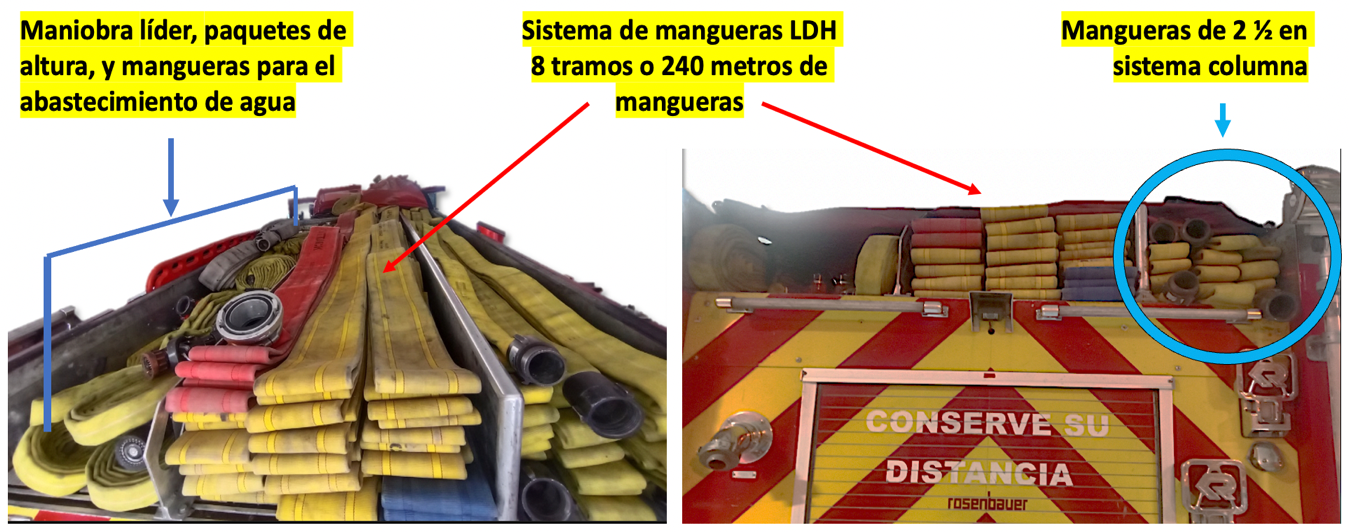 Maniobra líder, paquetes de
altura, y mangueras para el
abastecimiento de agua
Sistema de mangueras LDH
8 tramos o 240 metros de
mangueras
Mangueras de 2 ½ en
sistema columna
CONSERVE SU
DISTANCIA
rosenbauer